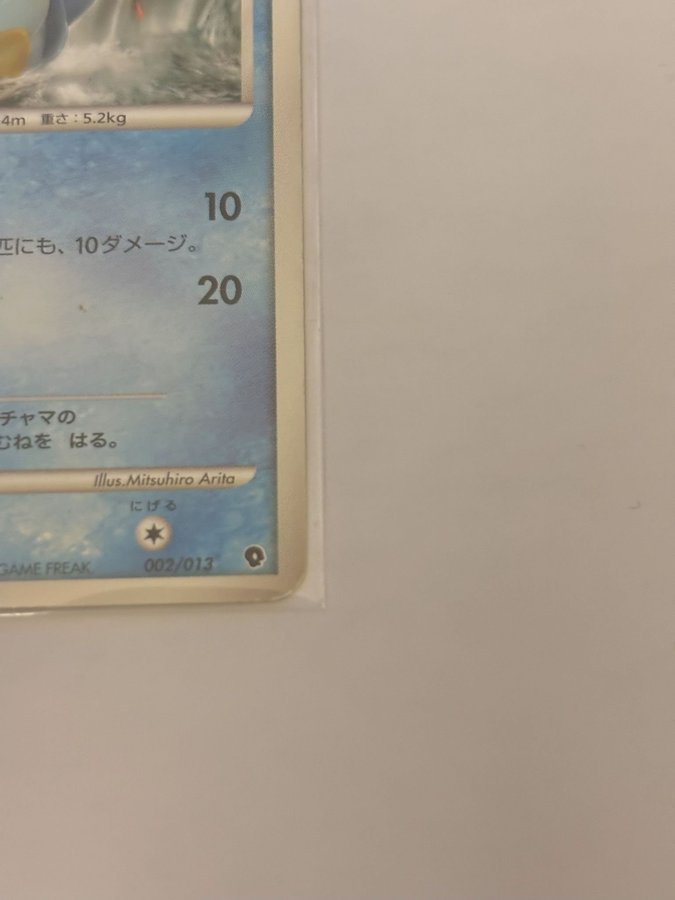 4m 重さ：5.2kg
10
匹にも、10ダメージ。
20
チャマの
むねを はる。
Illus.Mitsuhiro Arita
にげる
GAME FREAK 002/013